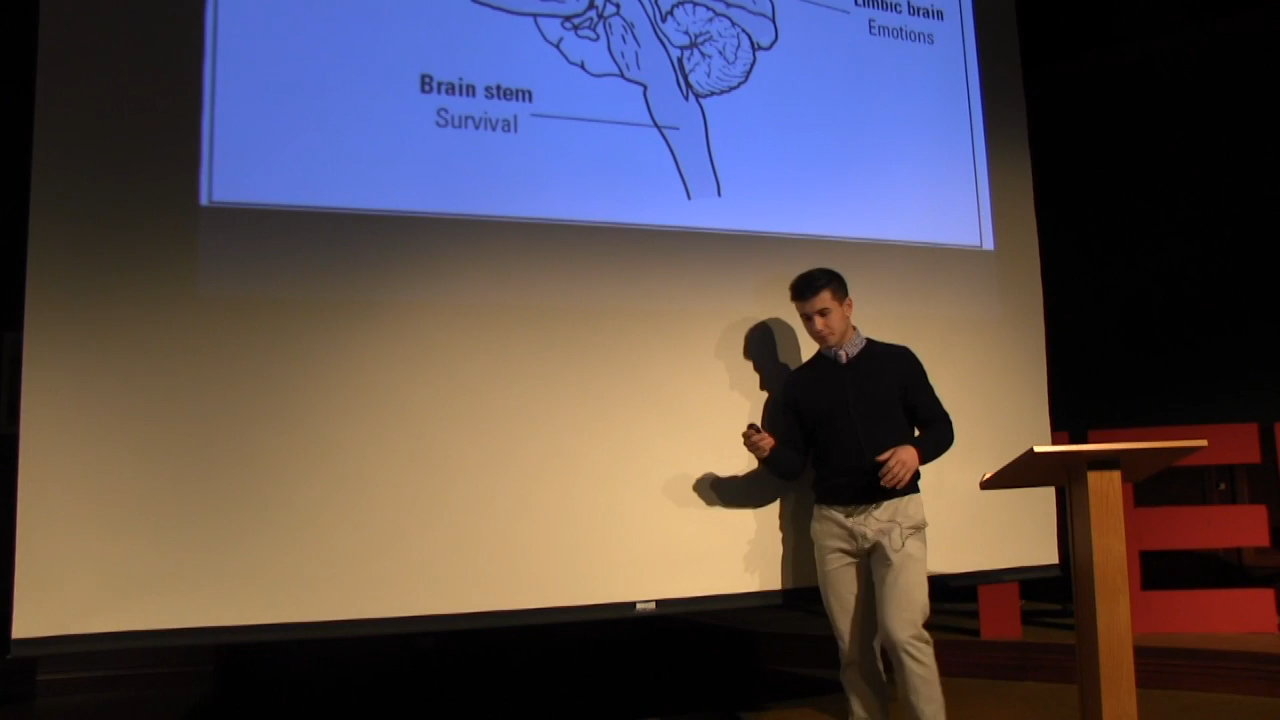 Limbic brain
Emotions
Brain stem
Survival
E